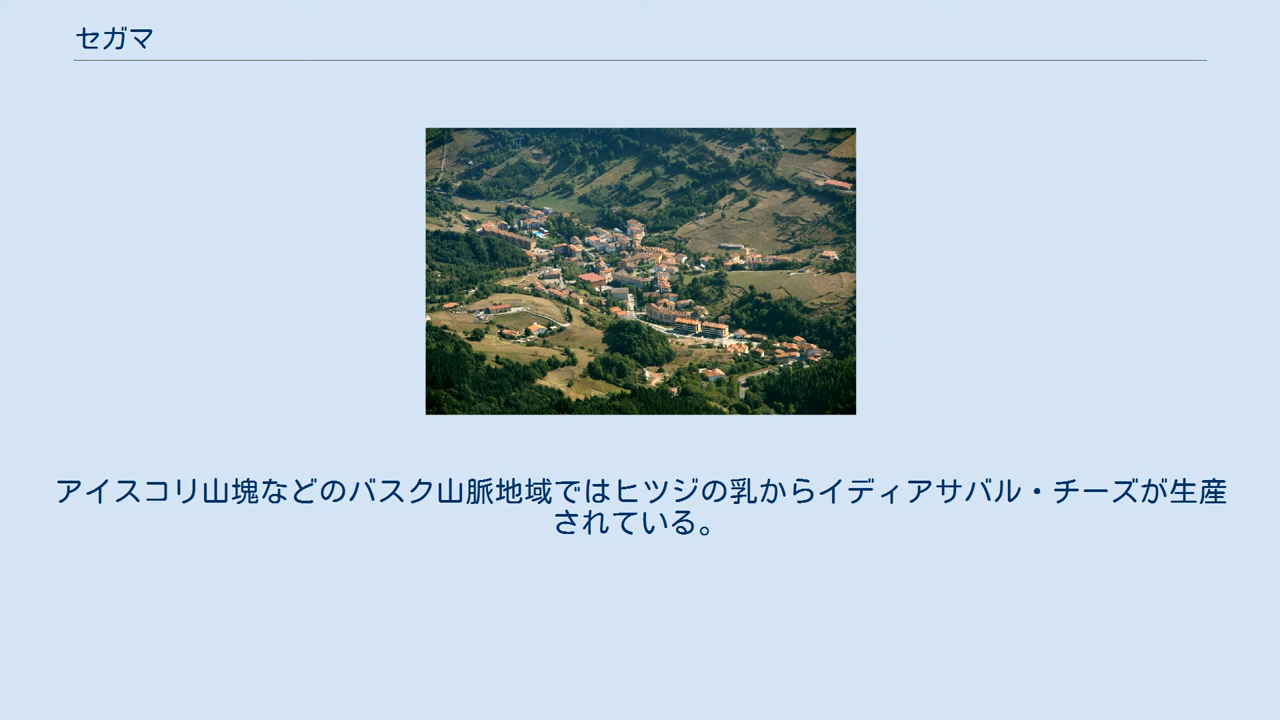 セガマ
アイスコリ山塊などのバスク山脈地域ではヒツジの乳からイディアサバル・チーズが生産
されている。